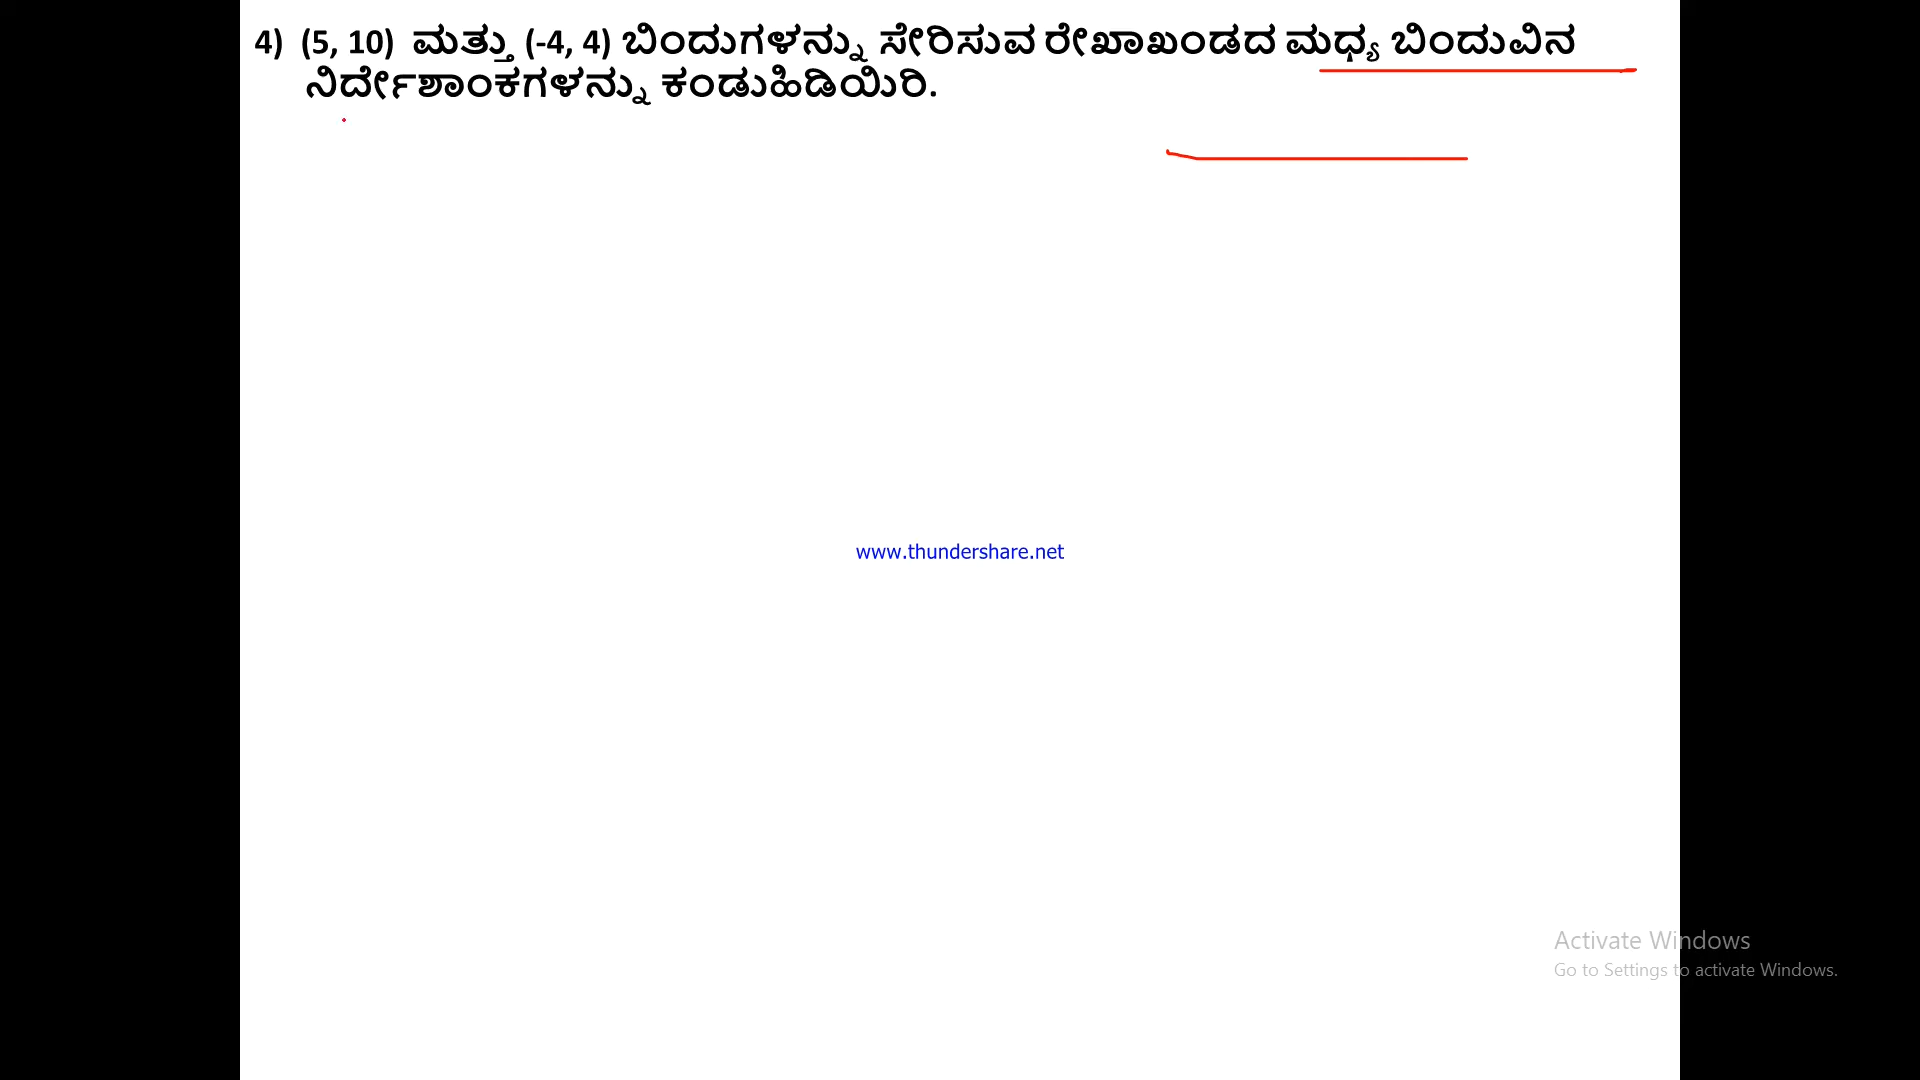 4) (5, 10) ಮತ್ತು (-4, 4) ಬಿಂದುಗಳನ್ನು ಸೇರಿಸುವ ರೇಖಾಖಂಡದ ಮಧ್ಯ ಬಿಂದುವಿನ
ನಿರ್ದೇಶಾಂಕಗಳನ್ನು ಕಂಡುಹಿಡಿಯಿರಿ.
www.thundershare.net
Activate Windows
Go to Settings to activate Windows.